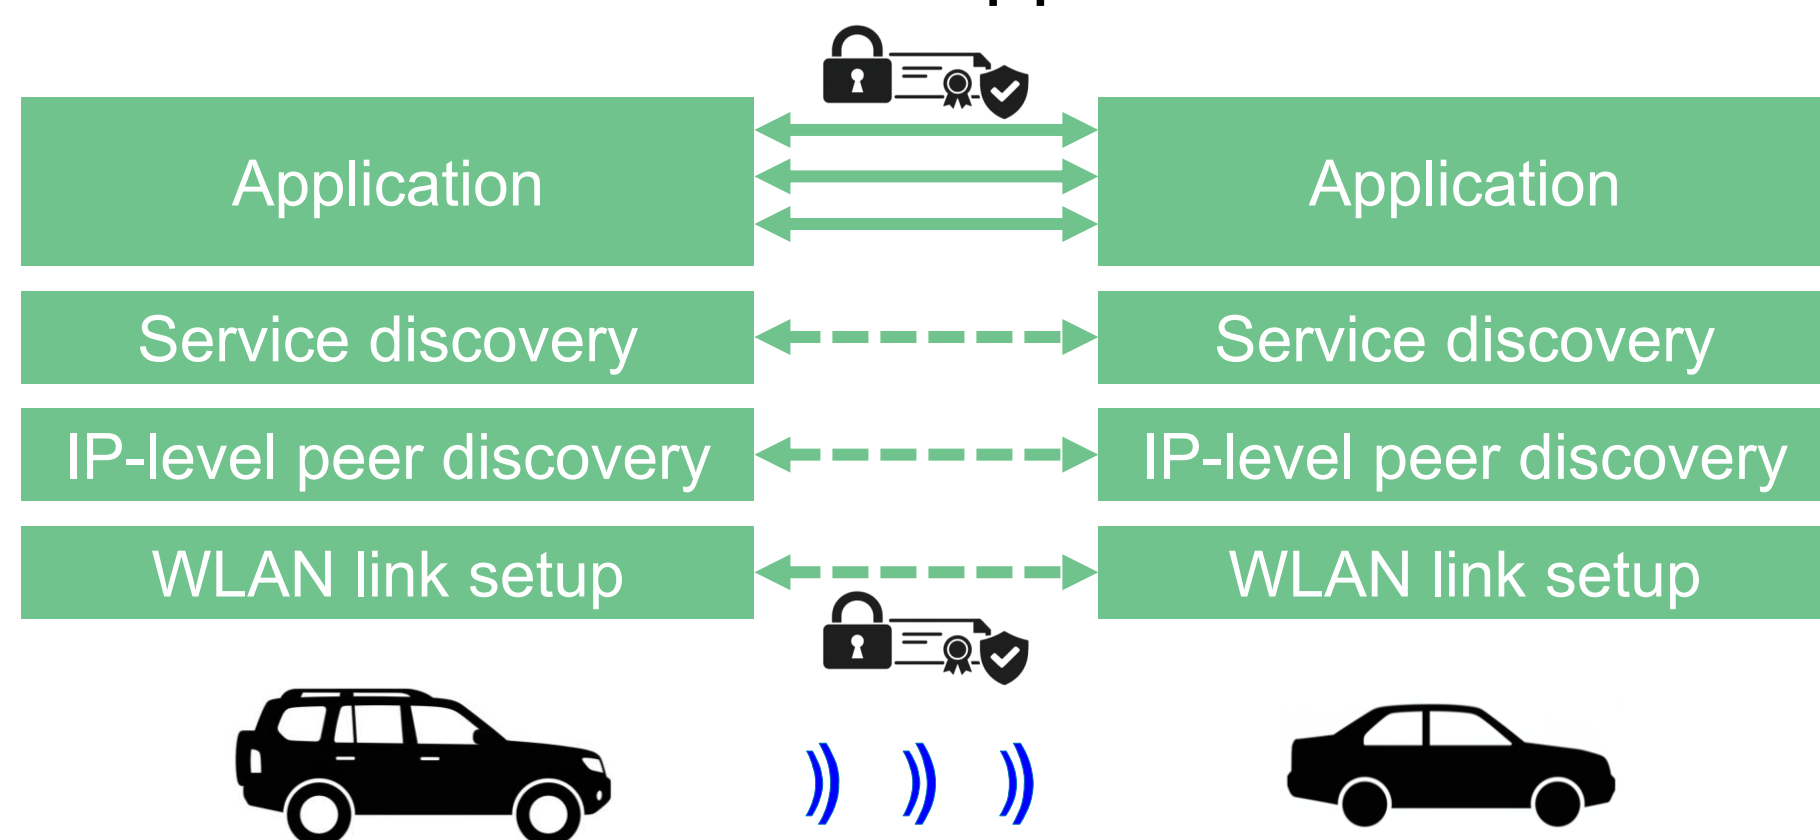 Application
Application
Service discovery
Service discovery
IP-level peer discovery
IP-level peer discovery
WLAN link setup
WLAN link setup